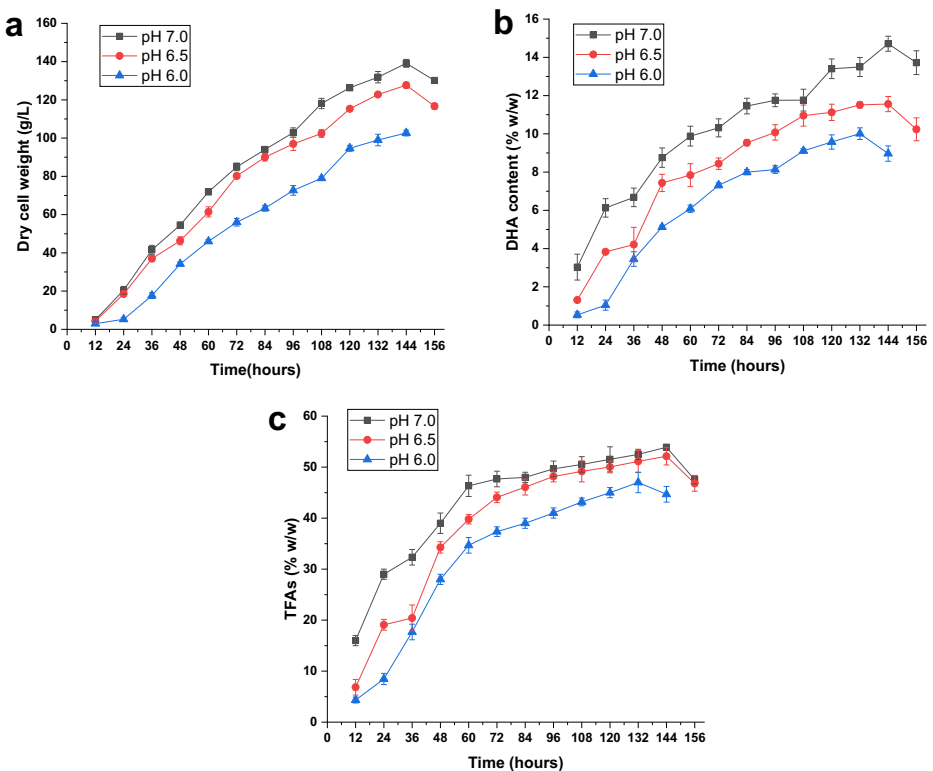 a
pH 7.0
pH 6.5
pH 6.0
Dry cell weight (g/L)
160
140
120
100
80
60
40
20
0
0 12 24 36 48 60 72 84 96 108 120 132 144 156
Time(hours)
b
pH 7.0
pH 6.5
pH 6.0
DHA content (% w/w)
16
14
12
10
8
6
4
2
0
0 12 24 36 48 60 72 84 96 108 120 132 144 156
Time (hours)
c
pH 7.0
pH 6.5
pH 6.0
TFAs (% w/w)
60
50
40
30
20
10
0
0 12 24 36 48 60 72 84 96 108 120 132 144 156
Time (hours)